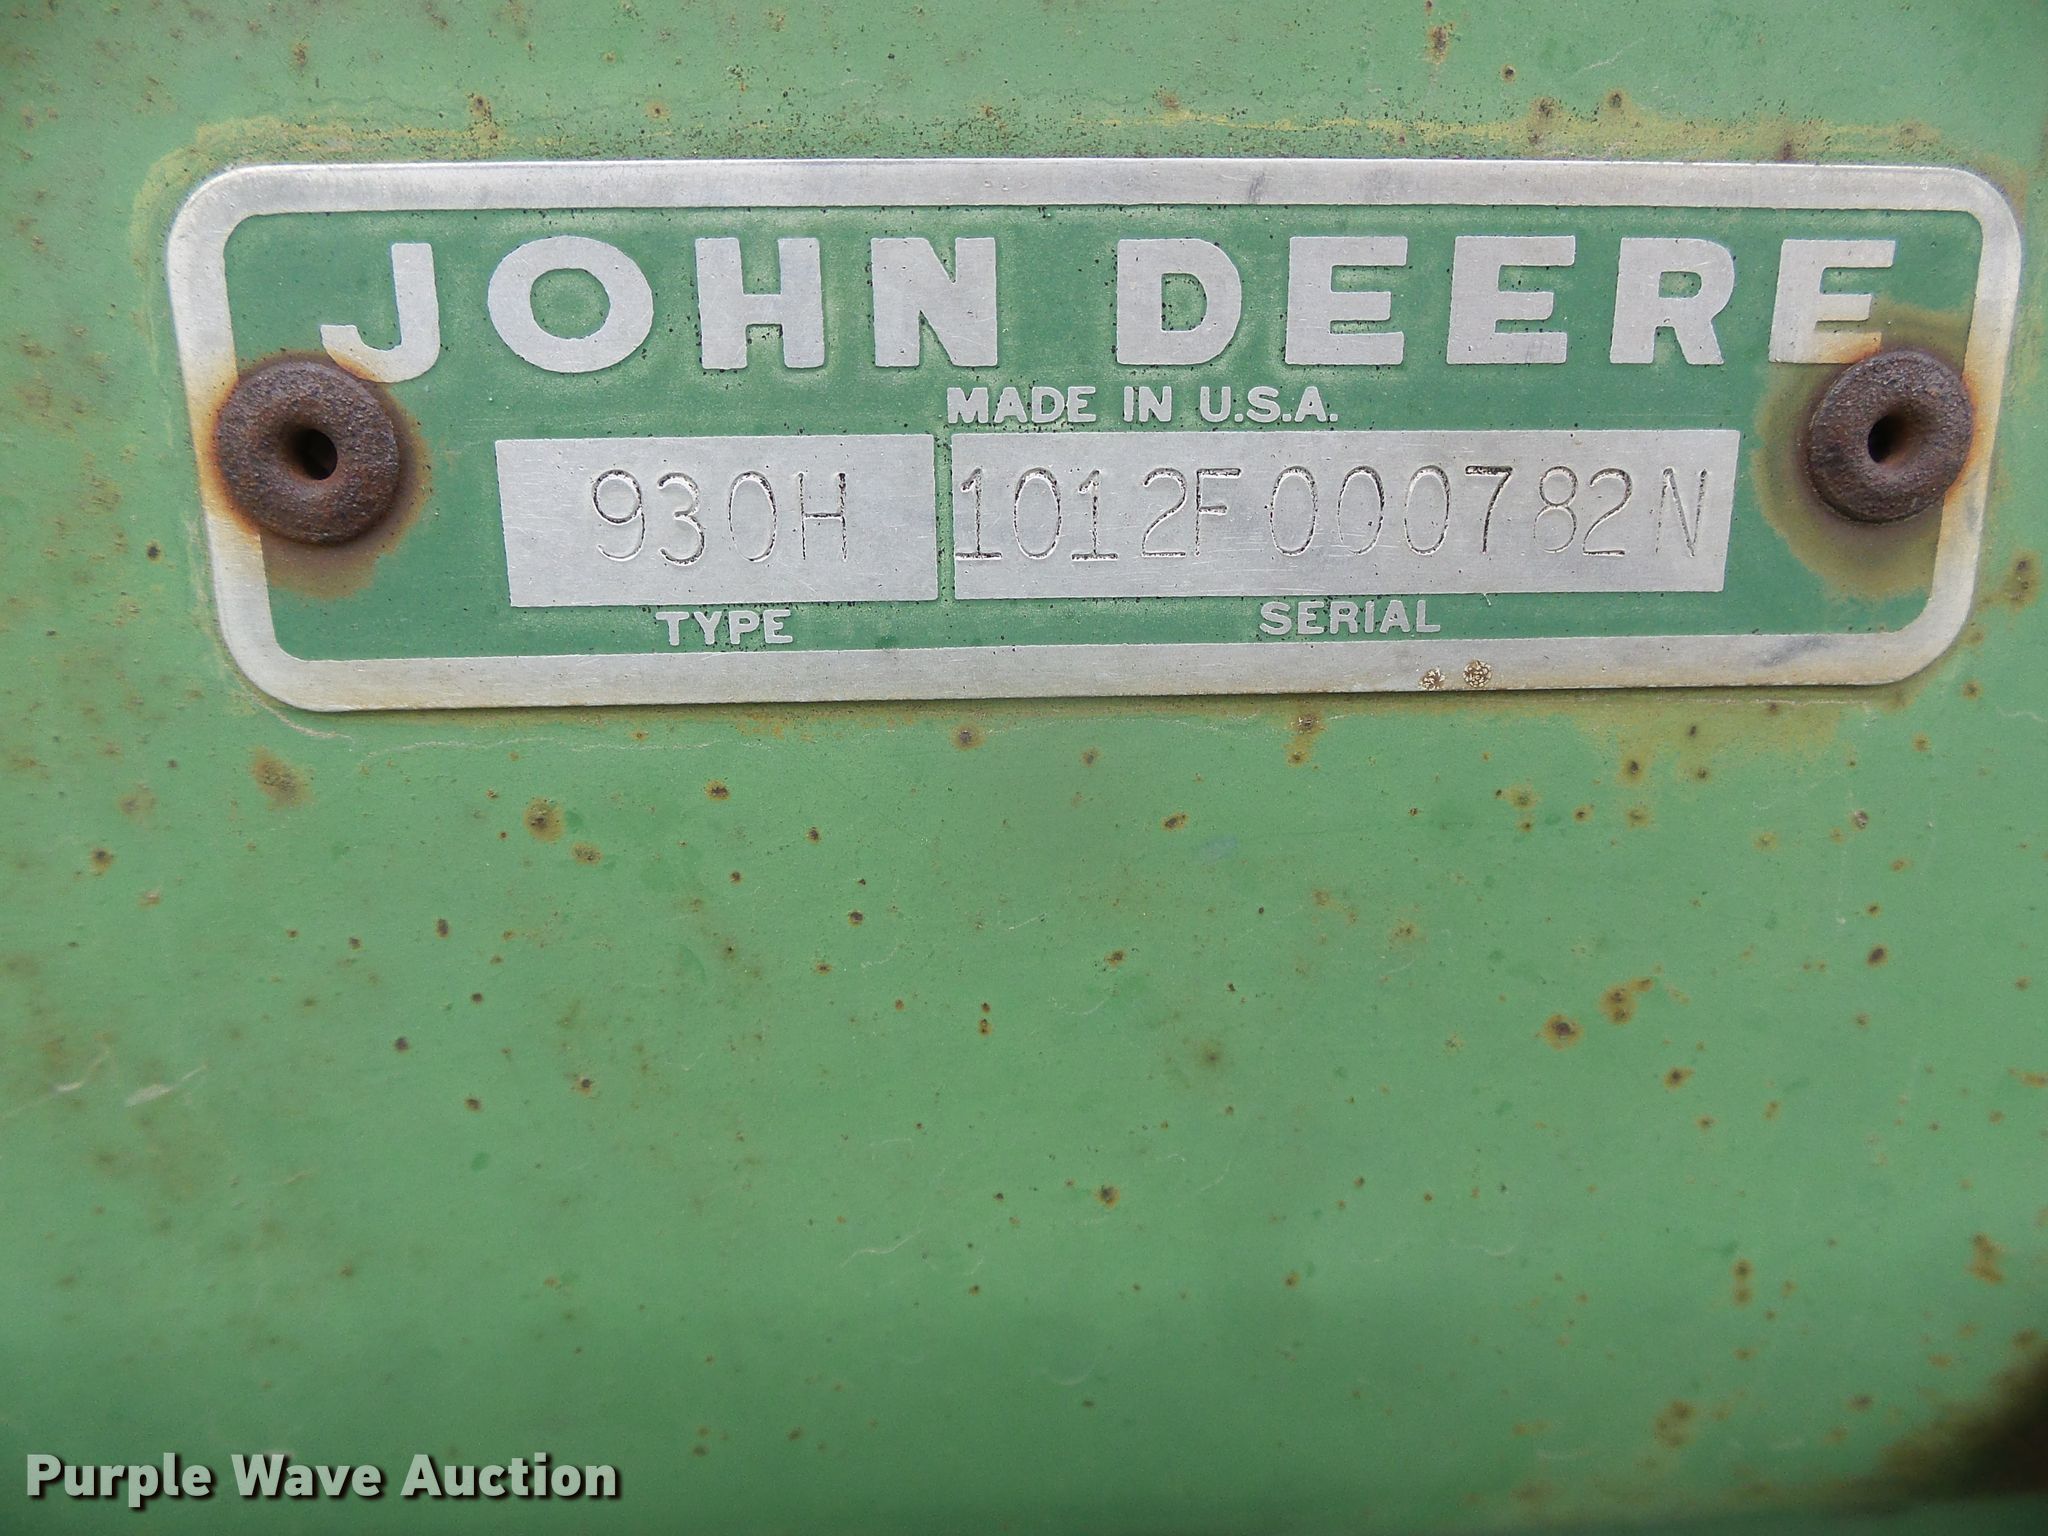 JOHN DEERE
MADE IN U.S.A.
930H 1012F000782N
TYPE SERIAL
Purple Wave Auction